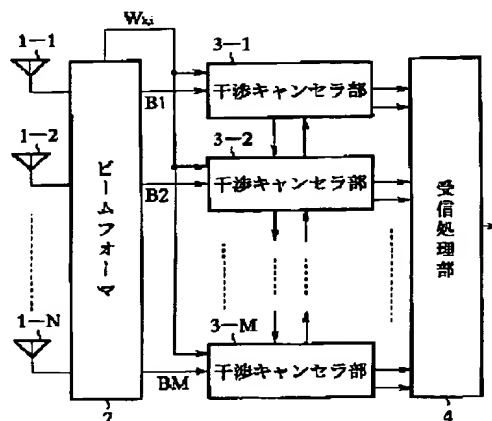 Wxi
1-1
3-1
干渉キャンセラ部
B1
1-2
3-2
干渉キャンセラ部
B2
ビームフォーマ
受信処理部
1-N
3-M
干渉キャンセラ部
BM
2
4